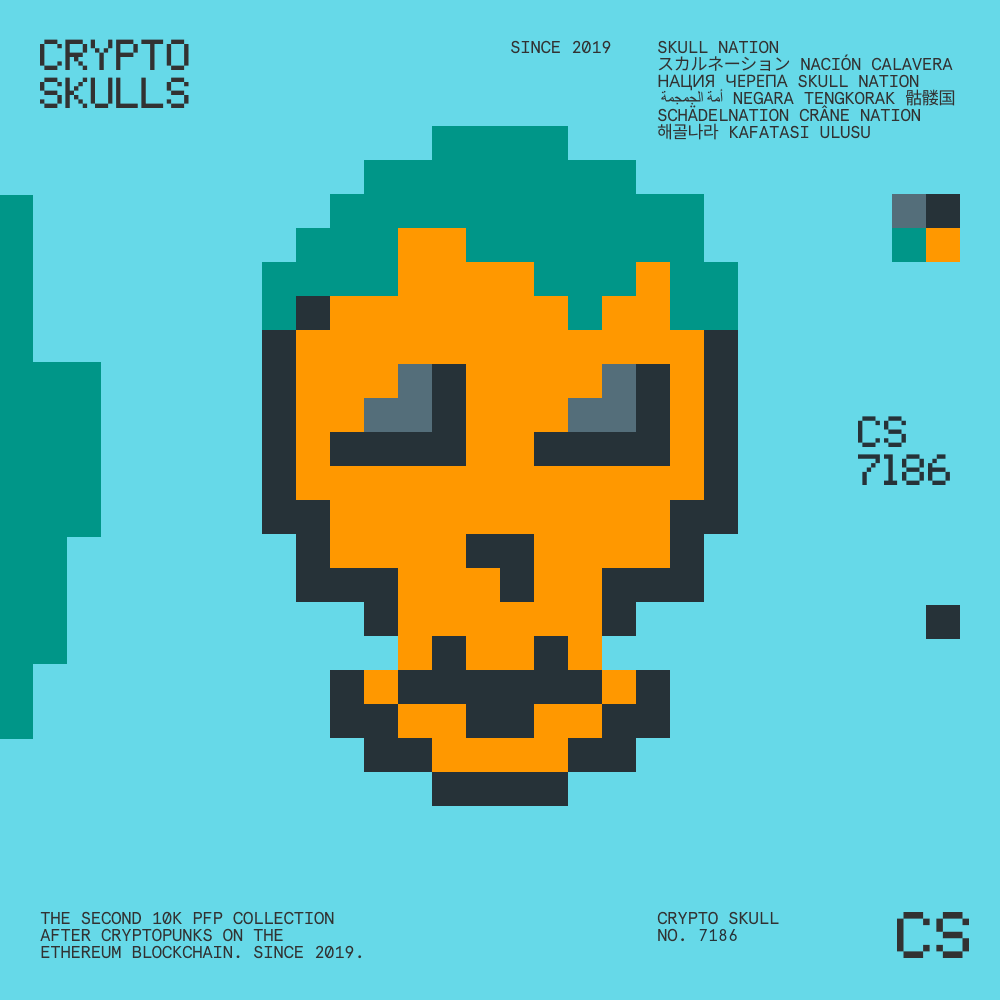 CRYPTO
SKULLS
SINCE 2019
SKULL NATION
スカルネーション NACIÓN CALAVERA
НАЦИЯ ЧЕРЕПА SKULL NATION
أمة الجمجمة NEGARA TENGKORAK 骷髅国
SCHÄDELNATION CRÂNE NATION
해골나라 KAFATASI ULUSU
CS
7186
THE SECOND 10K PFP COLLECTION
AFTER CRYPTOPUNKS ON THE
ETHEREUM BLOCKCHAIN. SINCE 2019.
CRYPTO SKULL
NO. 7186
CS